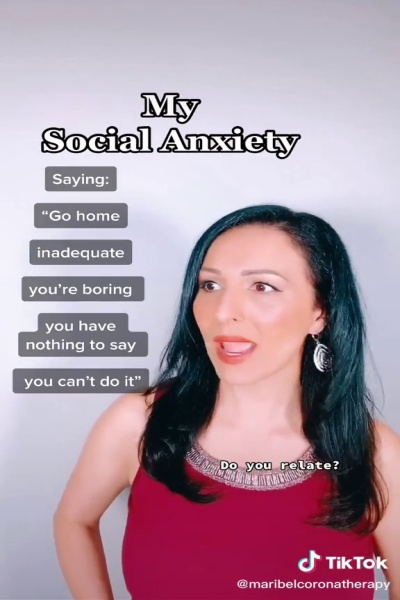 My
Social Anxiety
Saying:
“Go home
inadequate
you’re boring
you have
nothing to say
you can’t do it”
Do you relate?
TikTok
@maribelcoronatherapy